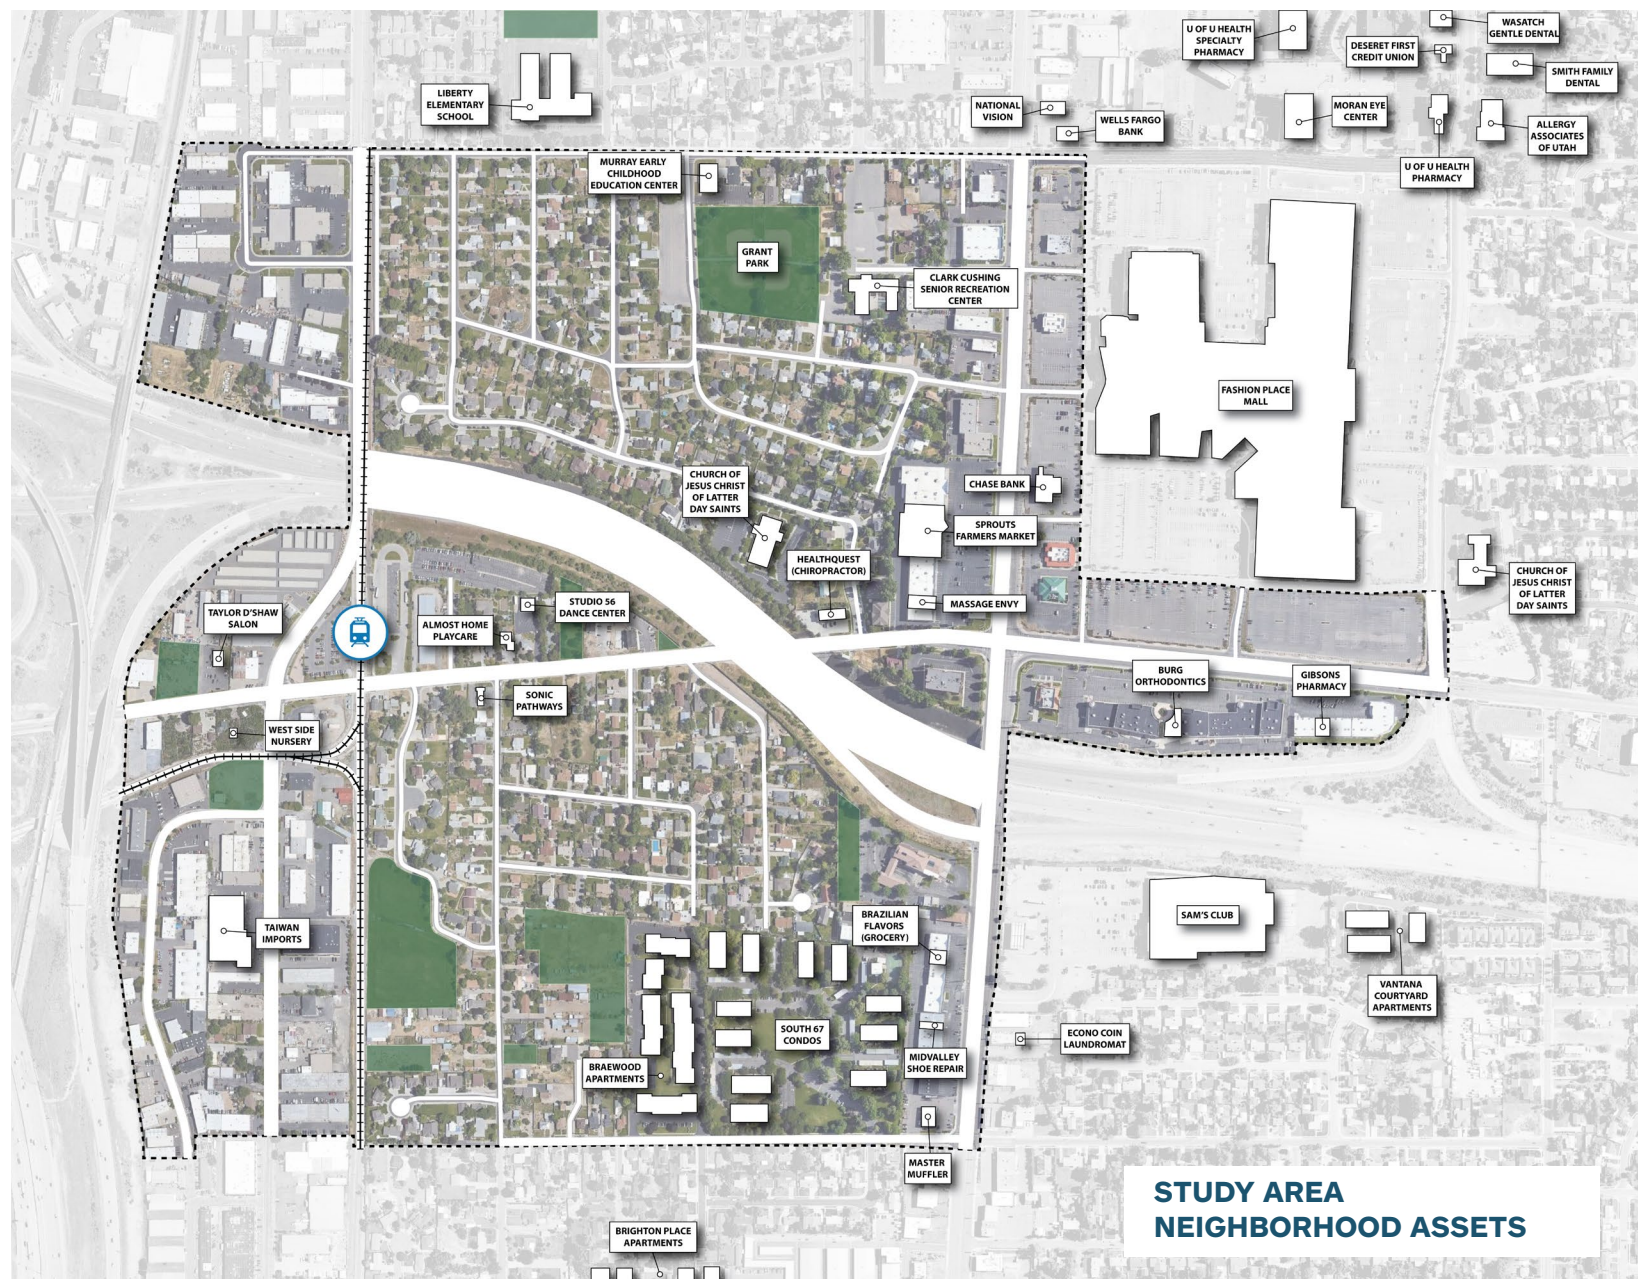 U OF U HEALTH
SPECIALTY
PHARMACY
WASATCH
GENTLE DENTAL
DESERET FIRST
CREDIT UNION
SMITH FAMILY
DENTAL
LIBERTY
ELEMENTARY
SCHOOL
NATIONAL
VISION
WELLS FARGO
BANK
MORAN EYE
CENTER
ALLERGY
ASSOCIATES
OF UTAH
U OF U HEALTH
PHARMACY
MURRAY EARLY
CHILDHOOD
EDUCATION CENTER
GRANT
PARK
CLARK CUSHING
SENIOR RECREATION
CENTER
FASHION PLACE
MALL
CHURCH OF
JESUS CHRIST
OF LATTER
DAY SAINTS
CHASE BANK
SPROUTS
FARMERS MARKET
HEALTHQUEST
(CHIROPRACTOR)
CHURCH OF
JESUS CHRIST
OF LATTER
DAY SAINTS
MASSAGE ENVY
TAYLOR D'SHAW
SALON
STUDIO 56
DANCE CENTER
ALMOST HOME
PLAYCARE
BURG
ORTHODONTICS
GIBSONS
PHARMACY
SONIC
PATHWAYS
WEST SIDE
NURSERY
TAIWAN
IMPORTS
BRAZILIAN
FLAVORS
(GROCERY)
SAM'S CLUB
VANTANA
COURTYARD
APARTMENTS
SOUTH 67
CONDOS
ECONO COIN
LAUNDROMAT
BRAEWOOD
APARTMENTS
MIDVALLEY
SHOE REPAIR
MASTER
MUFFLER
BRIGHTON PLACE
APARTMENTS
STUDY AREA
NEIGHBORHOOD ASSETS